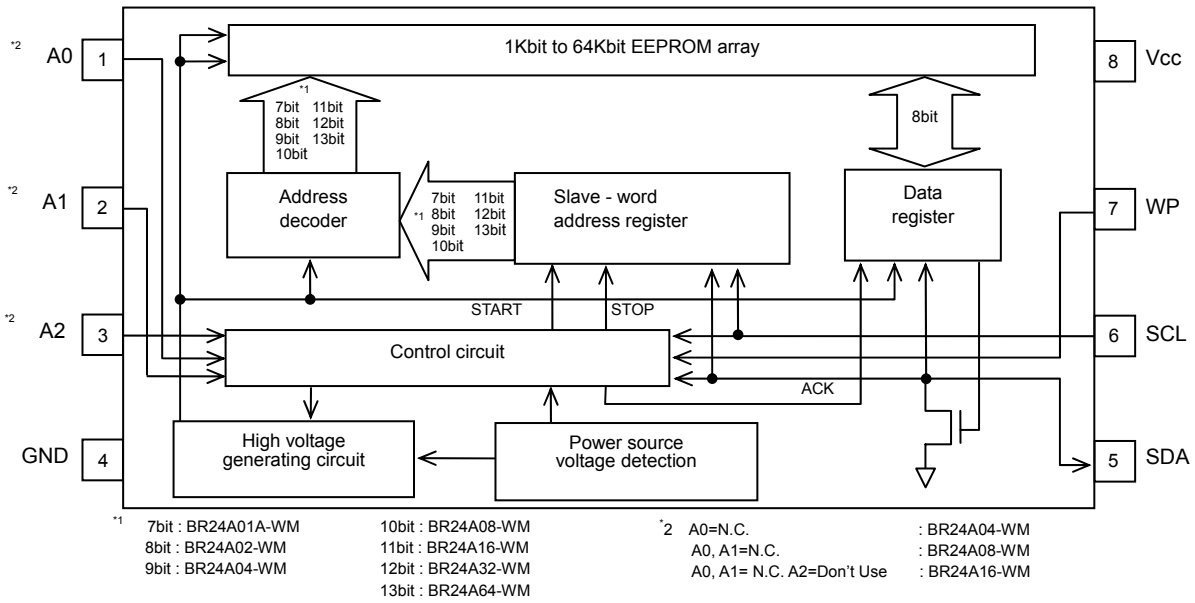 1Kbit to 64Kbit EEPROM array
*2 A0 1
8 Vcc
*1
7bit 11bit
8bit 12bit
9bit 13bit
10bit
8bit
*2 A1 2
Address
decoder
*1
7bit 11bit
8bit 12bit
9bit 13bit
10bit
Slave - word
address register
Data
register
7 WP
START STOP
*2 A2 3
Control circuit
6 SCL
ACK
GND 4
High voltage
generating circuit
Power source
voltage detection
5 SDA
*1 7bit : BR24A01A-WM
8bit : BR24A02-WM
9bit : BR24A04-WM
10bit : BR24A08-WM
11bit : BR24A16-WM
12bit : BR24A32-WM
13bit : BR24A64-WM
*2 A0=N.C. : BR24A04-WM
A0, A1=N.C. : BR24A08-WM
A0, A1= N.C. A2=Don't Use : BR24A16-WM